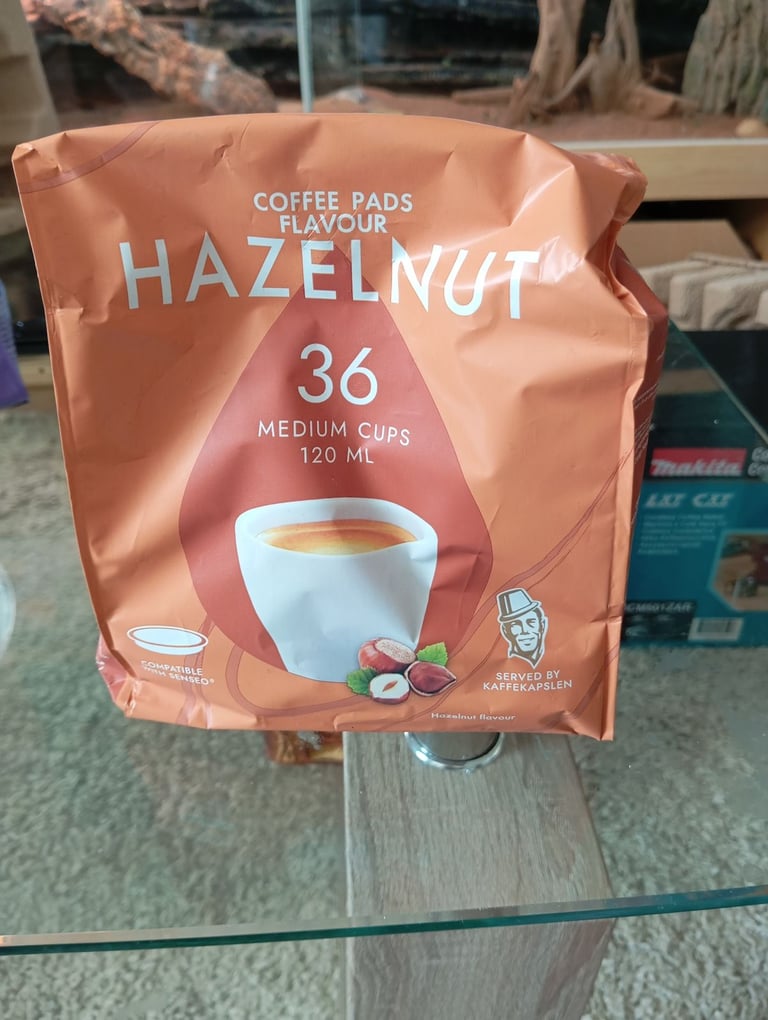 COFFEE PADS
FLAVOUR
HAZELNUT
36
MEDIUM CUPS
120 ML
COMPATIBLE
WITH SENSEO®
SERVED BY
KAFFEKAPSLEN
Hazelnut flavour
Makita
LXT CXT